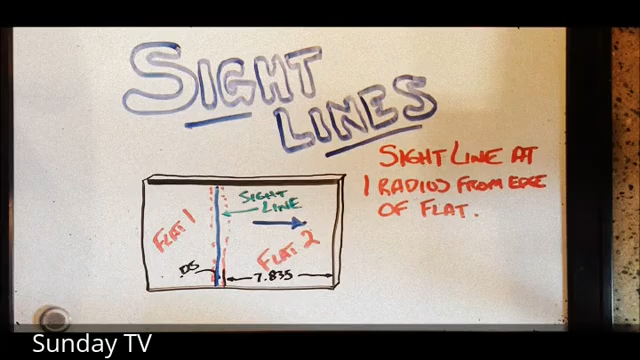 SIGHT
LINES
SIGHT LINE AT
1 RADIUS FROM EDGE
OF FLAT.
SIGHT
LINE
FLAT 1
FLAT 2
7.835
Sunday TV